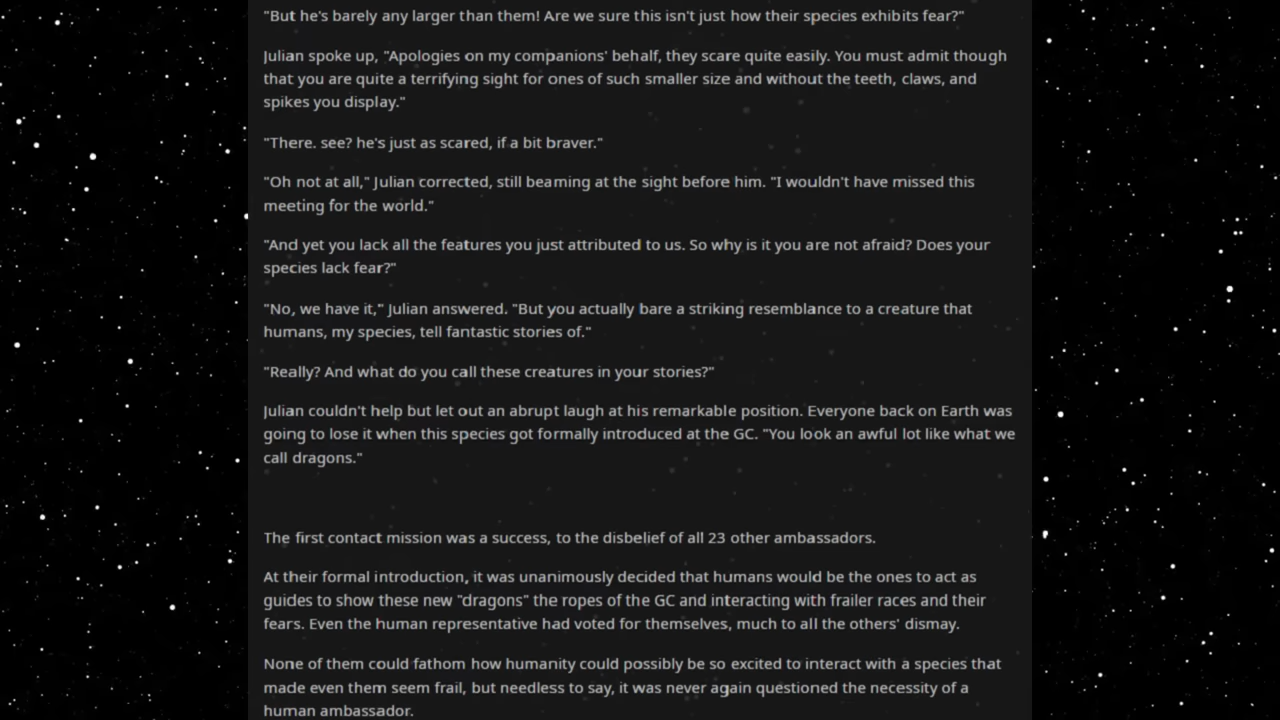 "But he's barely any larger than them! Are we sure this isn't just how their species exhibits fear?"
Julian spoke up, "Apologies on my companions' behalf, they scare quite easily. You must admit though
that you are quite a terrifying sight for ones of such smaller size and without the teeth, claws, and
spikes you display."
"There. see? he's just as scared, if a bit braver."
"Oh not at all," Julian corrected, still beaming at the sight before him. "I wouldn't have missed this
meeting for the world."
"And yet you lack all the features you just attributed to us. So why is it you are not afraid? Does your
species lack fear?"
"No, we have it," Julian answered. "But you actually bare a striking resemblance to a creature that
humans, my species, tell fantastic stories of."
"Really? And what do you call these creatures in your stories?"
Julian couldn't help but let out an abrupt laugh at his remarkable position. Everyone back on Earth was
going to lose it when this species got formally introduced at the GC. "You look an awful lot like what we
call dragons."
The first contact mission was a success, to the disbelief of all 23 other ambassadors.
At their formal introduction, it was unanimously decided that humans would be the ones to act as
guides to show these new "dragons" the ropes of the GC and interacting with frailer races and their
fears. Even the human representative had voted for themselves, much to all the others' dismay.
None of them could fathom how humanity could possibly be so excited to interact with a species that
made even them seem frail, but needless to say, it was never again questioned the necessity of a
human ambassador.